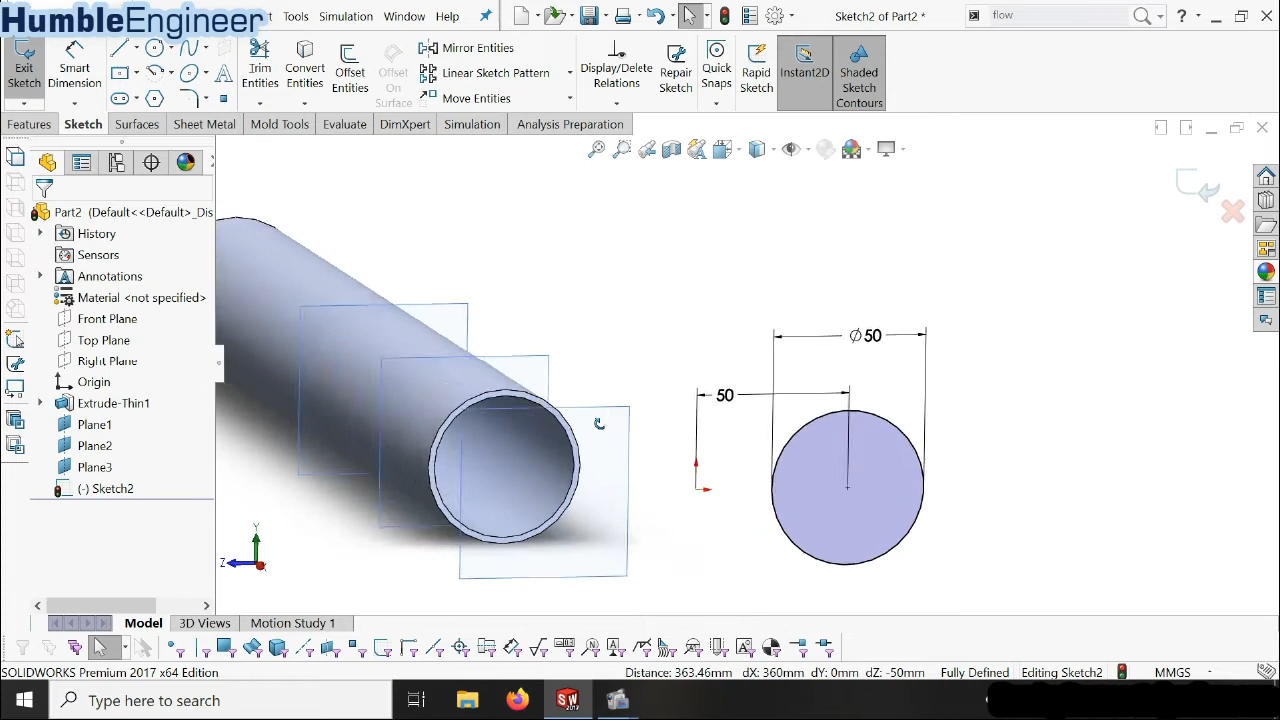 HumbleEngineer
Tools Simulation Window Help
Sketch2 of Part2
flow
Exit Sketch
Smart Dimension
Trim Entities
Convert Entities
Offset Entities
Offset On Surface
Mirror Entities
Linear Sketch Pattern
Move Entities
Display/Delete Relations
Repair Sketch
Quick Snaps
Rapid Sketch
Instant2D
Shaded Sketch Contours
Features Sketch Surfaces Sheet Metal Mold Tools Evaluate DimXpert Simulation Analysis Preparation
Part2 (Default<<Default>_Dis
History
Sensors
Annotations
Material <not specified>
Front Plane
Top Plane
Right Plane
Origin
Extrude-Thin1
Plane1
Plane2
Plane3
(-) Sketch2
∅50
50
Y
Z
Model 3D Views Motion Study 1
SOLIDWORKS Premium 2017 x64 Edition
Distance: 363.46mm dX: 360mm dY: 0mm dZ: -50mm Fully Defined Editing Sketch2 MMGS
Type here to search